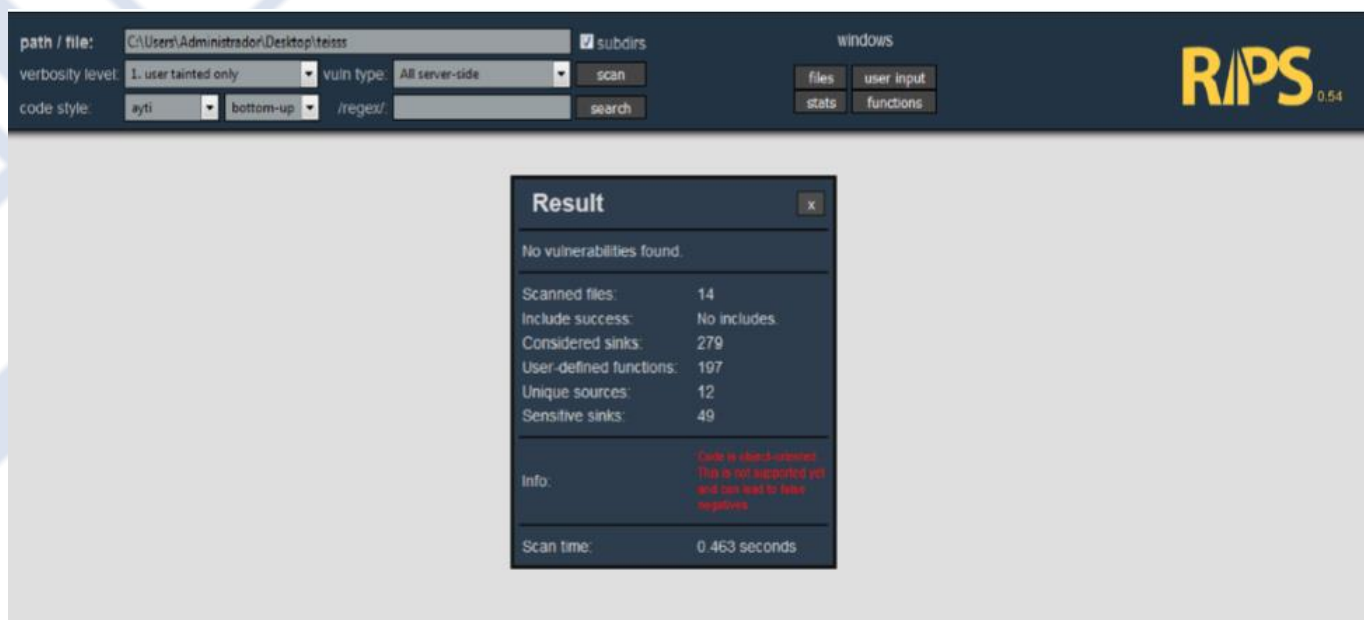 path / file: C:\Users\Administrador\Desktop\teisss subdirs
verbosity level: 1. user tainted only vuln type: All server-side scan
code style: ayti bottom-up /regex/: search
windows
files user input
stats functions
RIPS 0.54
Result x
No vulnerabilities found.
Scanned files: 14
Include success: No includes.
Considered sinks: 279
User-defined functions: 197
Unique sources: 12
Sensitive sinks: 49
Info:
Code is object-oriented.
This is not supported yet
and can lead to false
negatives
Scan time: 0.463 seconds